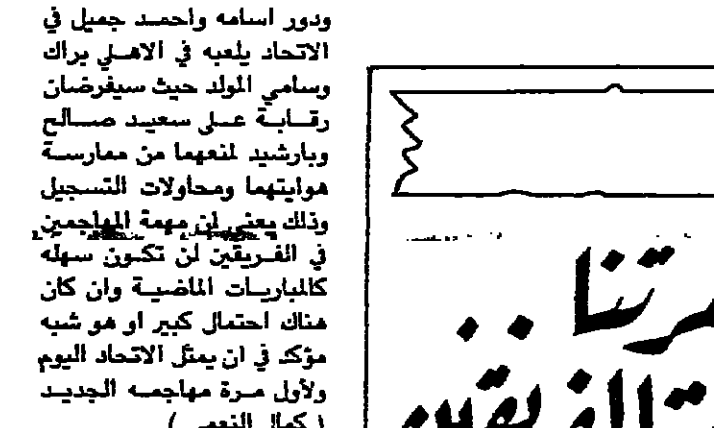 ودور اسامه واحمد جميل في
الاتحاد يلعبه في الاهلي براك
وسامي المولد حيث سيفرضان
رقابة على سعيد صالح
وبارشيد لمنعهما من ممارسة
هوايتهما ومحاولات التسجيل
وذلك يعني ان مهمة المهاجمين
في الفريقين لن تكون سهله
كالمباريات الماضية وان كان
هناك احتمال كبير او هو شبه
مؤكد في ان يمثل الاتحاد اليوم
ولأول مرة مهاجمه الجديد
( كمال النعمي )